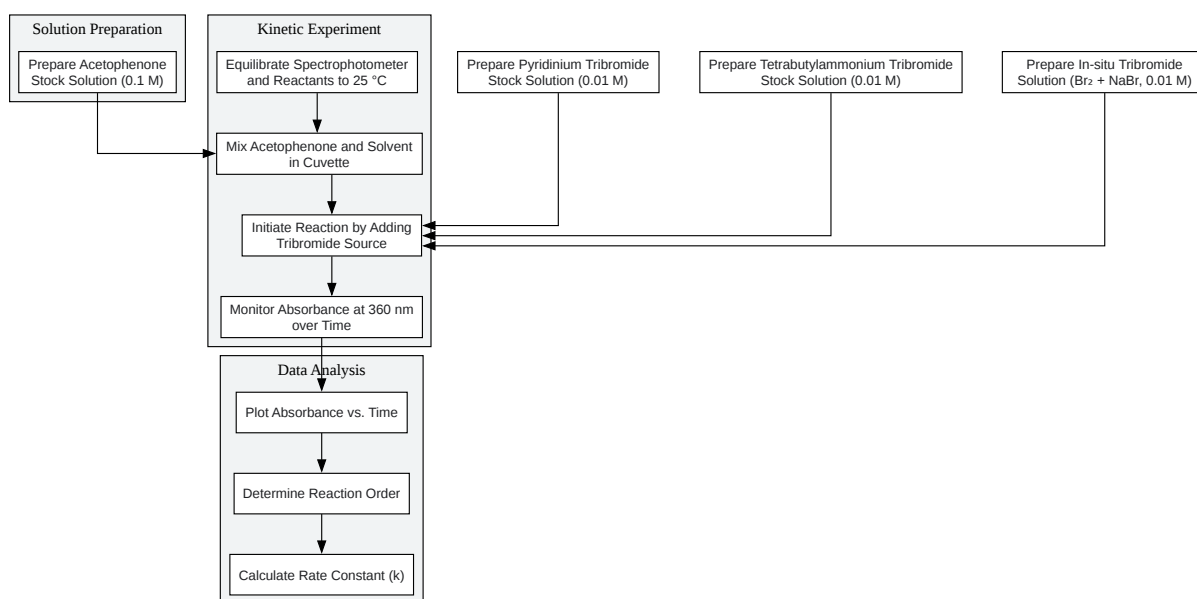 Solution Preparation
Prepare Acetophenone
Stock Solution (0.1 M)
Kinetic Experiment
Equilibrate Spectrophotometer
and Reactants to 25 °C
Prepare Pyridinium Tribromide
Stock Solution (0.01 M)
Prepare Tetrabutylammonium Tribromide
Stock Solution (0.01 M)
Prepare In-situ Tribromide
Solution (Br₂ + NaBr, 0.01 M)
Mix Acetophenone and Solvent
in Cuvette
Initiate Reaction by Adding
Tribromide Source
Monitor Absorbance at 360 nm
over Time
Data Analysis
Plot Absorbance vs. Time
Determine Reaction Order
Calculate Rate Constant (k)